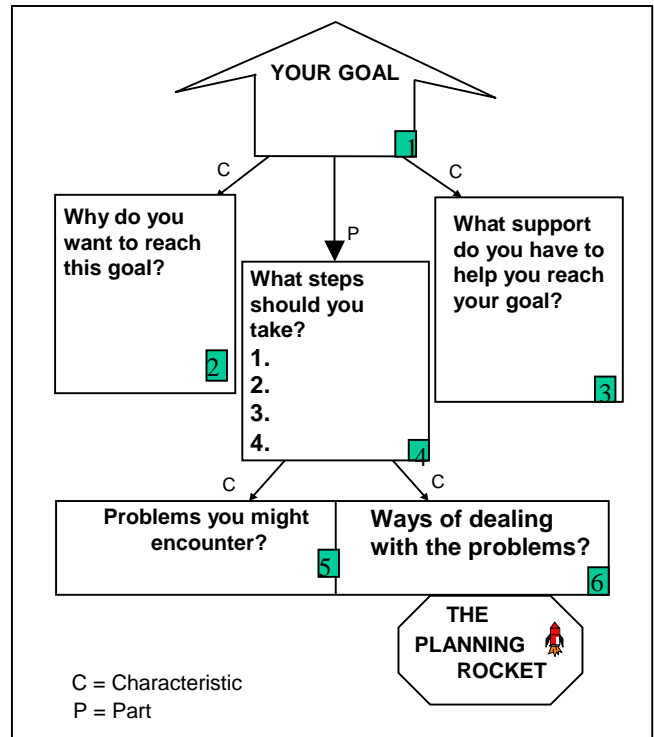 YOUR GOAL
1
C
C
P
Why do you
want to reach
this goal?
2
What support
do you have to
help you reach
your goal?
3
What steps
should you
take?
1.
2.
3.
4.
4
C
C
Problems you might
encounter?
5
Ways of dealing
with the problems?
6
THE
PLANNING
ROCKET
C = Characteristic
P = Part